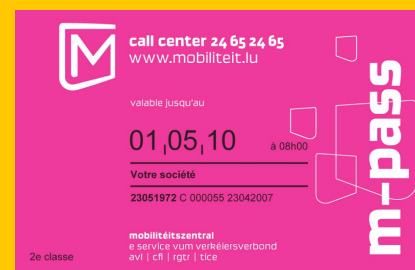 call center 24 65 24 65
www.mobiliteit.lu
valable jusqu'au
01,05,10 à 08h00
Votre société
23051972 C 000055 23042007
mobilitéitszentral
e service vum verkéiersverbond
avl | cfl | rgtr | tice
2e classe
m-pass